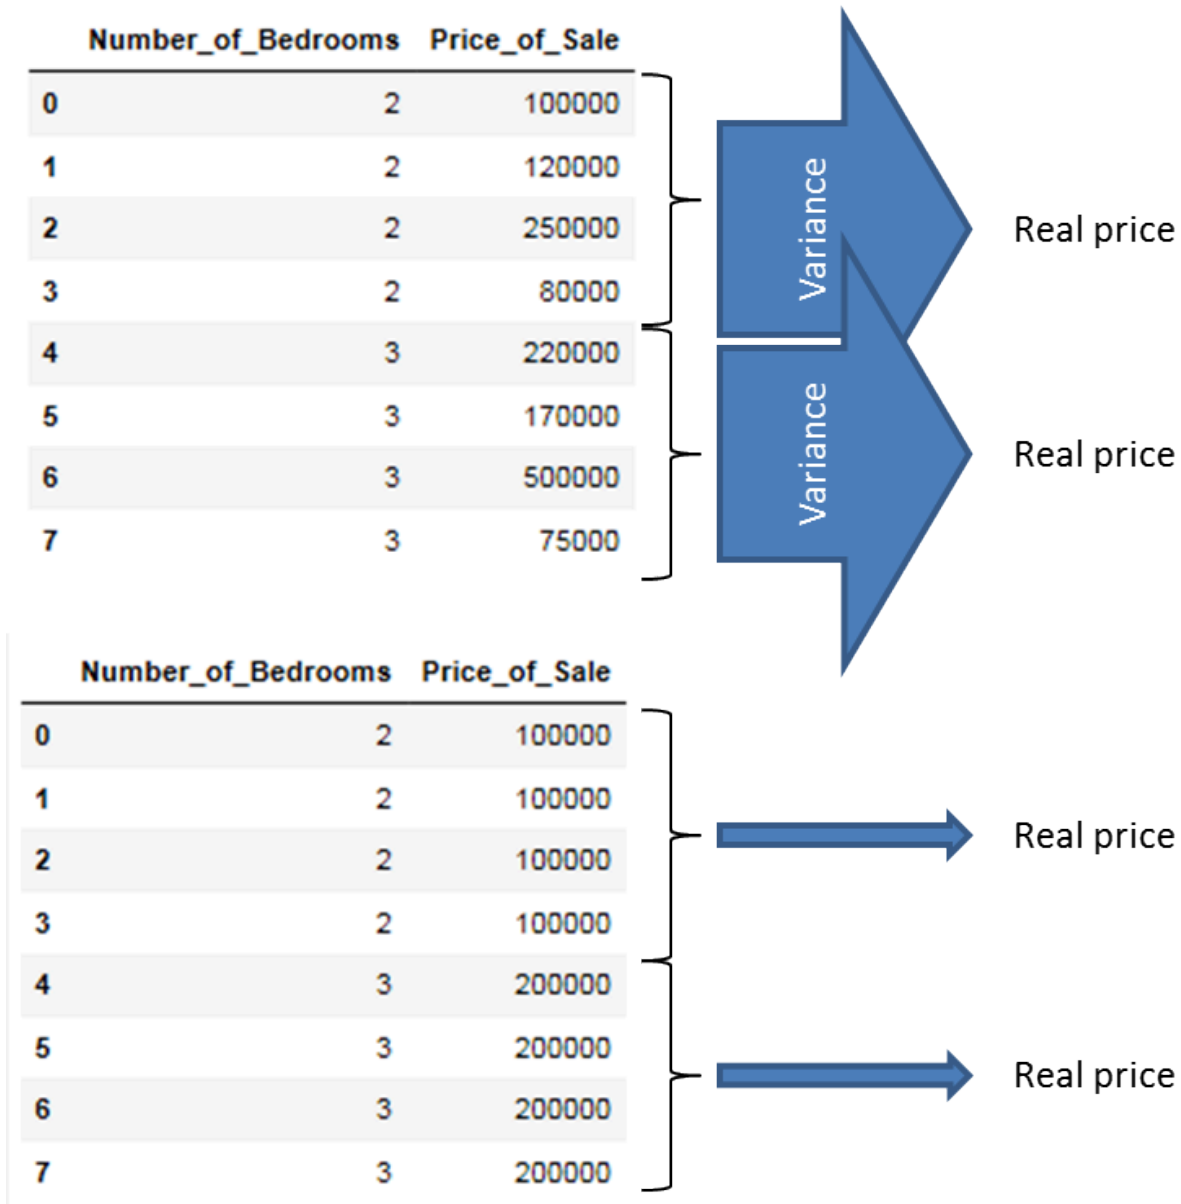 Number_of_Bedrooms Price_of_Sale
0 2 100000
1 2 120000
2 2 250000
3 2 80000
4 3 220000
5 3 170000
6 3 500000
7 3 75000
Variance
Real price
Variance
Real price
Number_of_Bedrooms Price_of_Sale
0 2 100000
1 2 100000
2 2 100000
3 2 100000
4 3 200000
5 3 200000
6 3 200000
7 3 200000
Real price
Real price